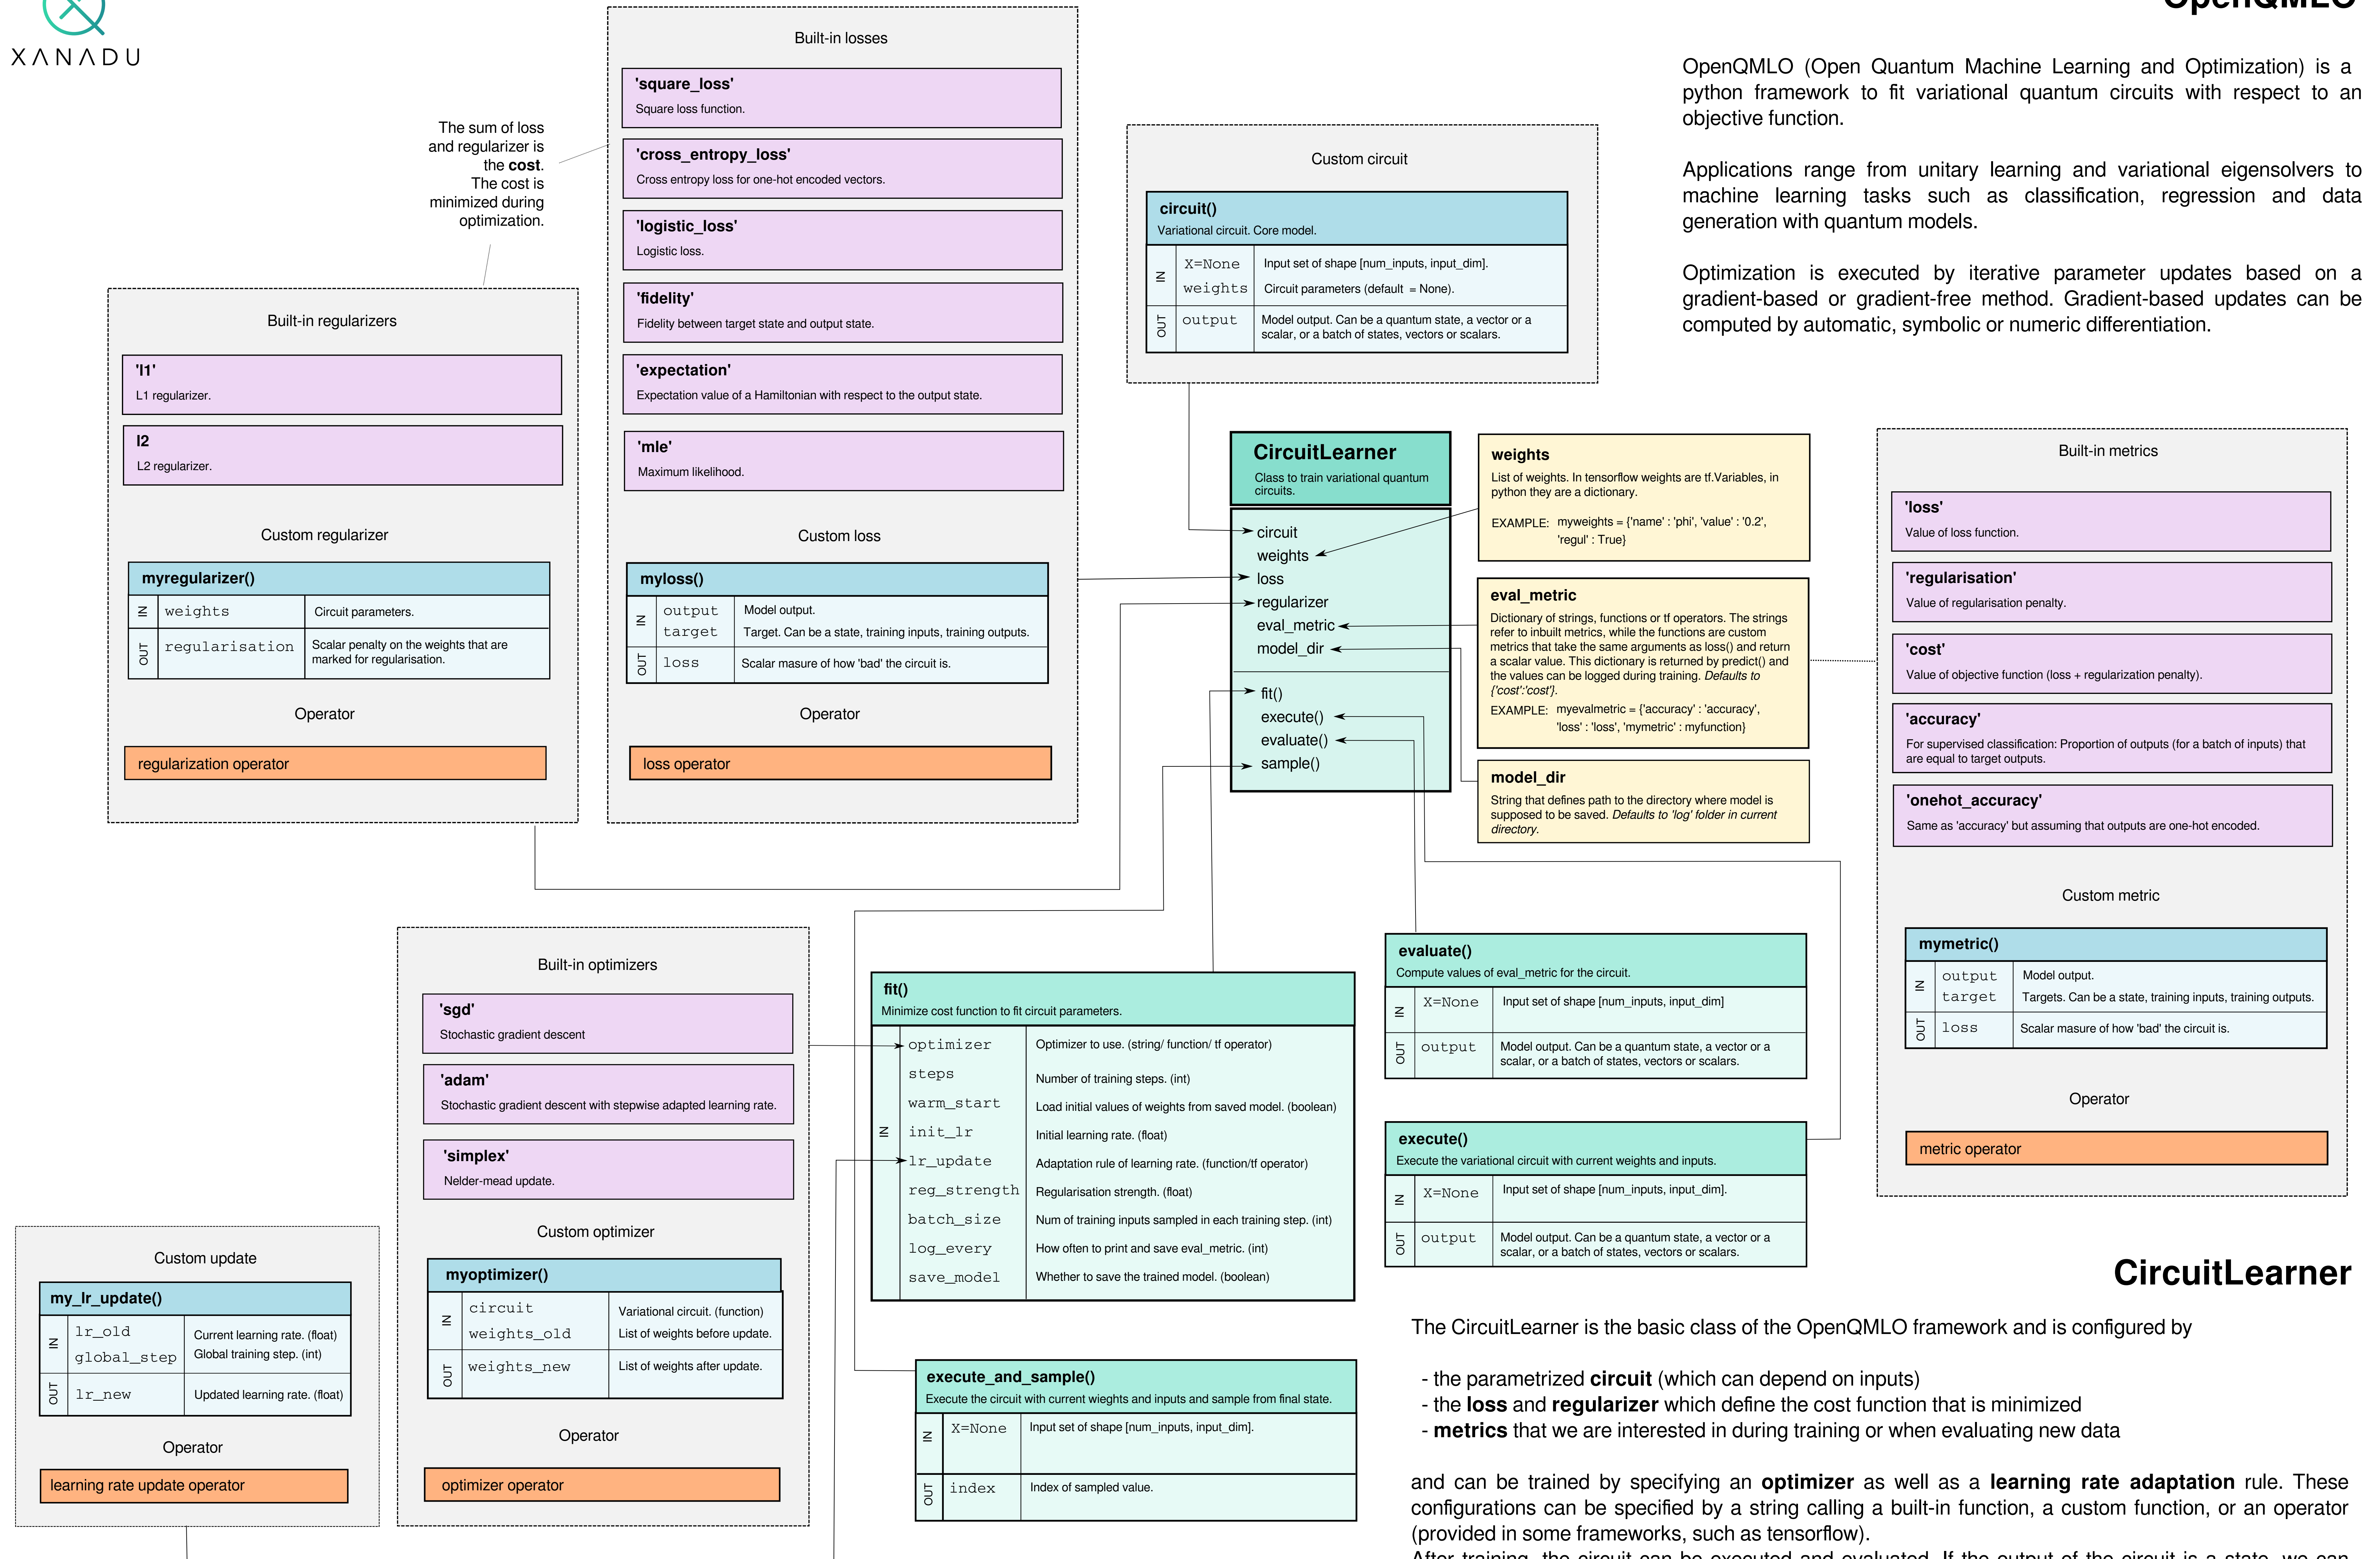 XANADU
OpenQMLO
OpenQMLO (Open Quantum Machine Learning and Optimization) is a
python framework to fit variational quantum circuits with respect to an
objective function.
Applications range from unitary learning and variational eigensolvers to
machine learning tasks such as classification, regression and data
generation with quantum models.
Optimization is executed by iterative parameter updates based on a
gradient-based or gradient-free method. Gradient-based updates can be
computed by automatic, symbolic or numeric differentiation.
The sum of loss
and regularizer is
the cost.
The cost is
minimized during
optimization.
Built-in losses
'square_loss'
Square loss function.
'cross_entropy_loss'
Cross entropy loss for one-hot encoded vectors.
'logistic_loss'
Logistic loss.
'fidelity'
Fidelity between target state and output state.
'expectation'
Expectation value of a Hamiltonian with respect to the output state.
'mle'
Maximum likelihood.
Custom loss
myloss()
IN
output Model output.
target Target. Can be a state, training inputs, training outputs.
OUT
loss Scalar masure of how 'bad' the circuit is.
Operator
loss operator
Built-in regularizers
'l1'
L1 regularizer.
l2
L2 regularizer.
Custom regularizer
myregularizer()
IN
weights Circuit parameters.
OUT
regularisation Scalar penalty on the weights that are
marked for regularisation.
Operator
regularization operator
Custom circuit
circuit()
Variational circuit. Core model.
IN
X=None Input set of shape [num_inputs, input_dim].
weights Circuit parameters (default = None).
OUT
output Model output. Can be a quantum state, a vector or a
scalar, or a batch of states, vectors or scalars.
CircuitLearner
Class to train variational quantum
circuits.
circuit
weights
loss
regularizer
eval_metric
model_dir
fit()
execute()
evaluate()
sample()
weights
List of weights. In tensorflow weights are tf.Variables, in
python they are a dictionary.
EXAMPLE: myweights = {'name' : 'phi', 'value' : '0.2',
'regul' : True}
eval_metric
Dictionary of strings, functions or tf operators. The strings
refer to inbuilt metrics, while the functions are custom
metrics that take the same arguments as loss() and return
a scalar value. This dictionary is returned by predict() and
the values can be logged during training. Defaults to
{'cost':'cost'}.
EXAMPLE: myevalmetric = {'accuracy' : 'accuracy',
'loss' : 'loss', 'mymetric' : myfunction}
model_dir
String that defines path to the directory where model is
supposed to be saved. Defaults to 'log' folder in current
directory.
Built-in metrics
'loss'
Value of loss function.
'regularisation'
Value of regularisation penalty.
'cost'
Value of objective function (loss + regularization penalty).
'accuracy'
For supervised classification: Proportion of outputs (for a batch of inputs) that
are equal to target outputs.
'onehot_accuracy'
Same as 'accuracy' but assuming that outputs are one-hot encoded.
Custom metric
mymetric()
IN
output Model output.
target Targets. Can be a state, training inputs, training outputs.
OUT
loss Scalar masure of how 'bad' the circuit is.
Operator
metric operator
Built-in optimizers
'sgd'
Stochastic gradient descent
'adam'
Stochastic gradient descent with stepwise adapted learning rate.
'simplex'
Nelder-mead update.
Custom optimizer
myoptimizer()
IN
circuit Variational circuit. (function)
weights_old List of weights before update.
OUT
weights_new List of weights after update.
Operator
optimizer operator
Custom update
my_lr_update()
IN
lr_old Current learning rate. (float)
global_step Global training step. (int)
OUT
lr_new Updated learning rate. (float)
Operator
learning rate update operator
fit()
Minimize cost function to fit circuit parameters.
IN
optimizer Optimizer to use. (string/ function/ tf operator)
steps Number of training steps. (int)
warm_start Load initial values of weights from saved model. (boolean)
init_lr Initial learning rate. (float)
lr_update Adaptation rule of learning rate. (function/tf operator)
reg_strength Regularisation strength. (float)
batch_size Num of training inputs sampled in each training step. (int)
log_every How often to print and save eval_metric. (int)
save_model Whether to save the trained model. (boolean)
evaluate()
Compute values of eval_metric for the circuit.
IN
X=None Input set of shape [num_inputs, input_dim]
OUT
output Model output. Can be a quantum state, a vector or a
scalar, or a batch of states, vectors or scalars.
execute()
Execute the variational circuit with current weights and inputs.
IN
X=None Input set of shape [num_inputs, input_dim].
OUT
output Model output. Can be a quantum state, a vector or a
scalar, or a batch of states, vectors or scalars.
execute_and_sample()
Execute the circuit with current wieghts and inputs and sample from final state.
IN
X=None Input set of shape [num_inputs, input_dim].
OUT
index Index of sampled value.
CircuitLearner
The CircuitLearner is the basic class of the OpenQMLO framework and is configured by
- the parametrized circuit (which can depend on inputs)
- the loss and regularizer which define the cost function that is minimized
- metrics that we are interested in during training or when evaluating new data
and can be trained by specifying an optimizer as well as a learning rate adaptation rule. These
configurations can be specified by a string calling a built-in function, a custom function, or an operator
(provided in some frameworks, such as tensorflow).
After training, the circuit can be executed and evaluated. If the output of the circuit is a state, we can